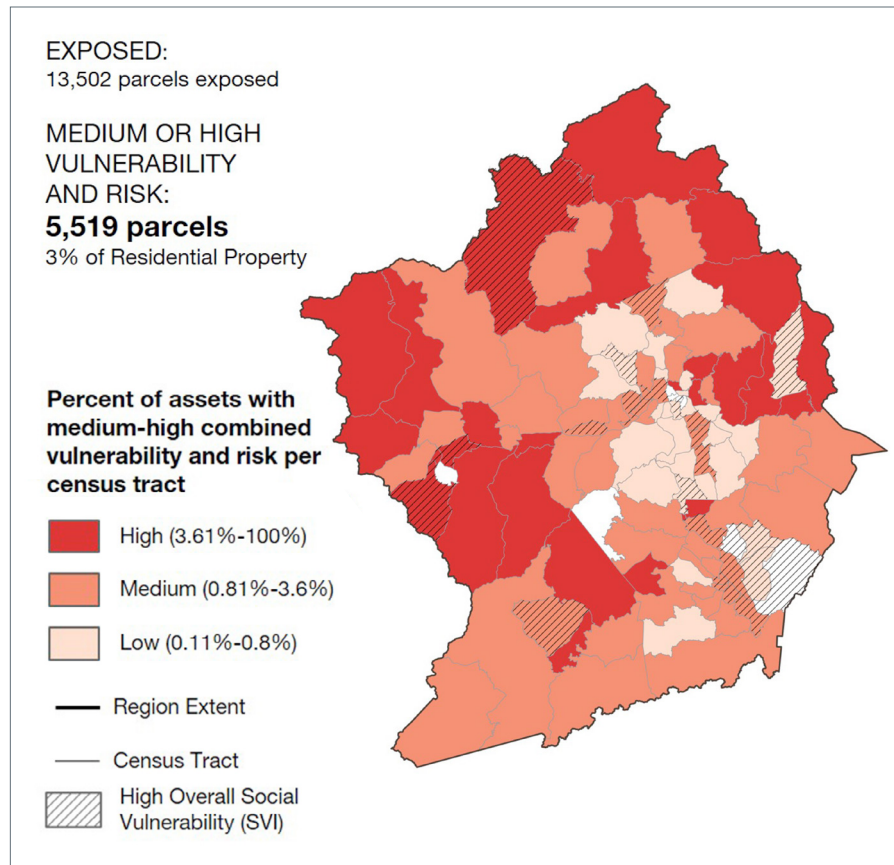 EXPOSED:
13,502 parcels exposed
MEDIUM OR HIGH
VULNERABILITY
AND RISK:
5,519 parcels
3% of Residential Property
Percent of assets with
medium-high combined
vulnerability and risk per
census tract
High (3.61%-100%)
Medium (0.81%-3.6%)
Low (0.11%-0.8%)
Region Extent
Census Tract
High Overall Social
Vulnerability (SVI)